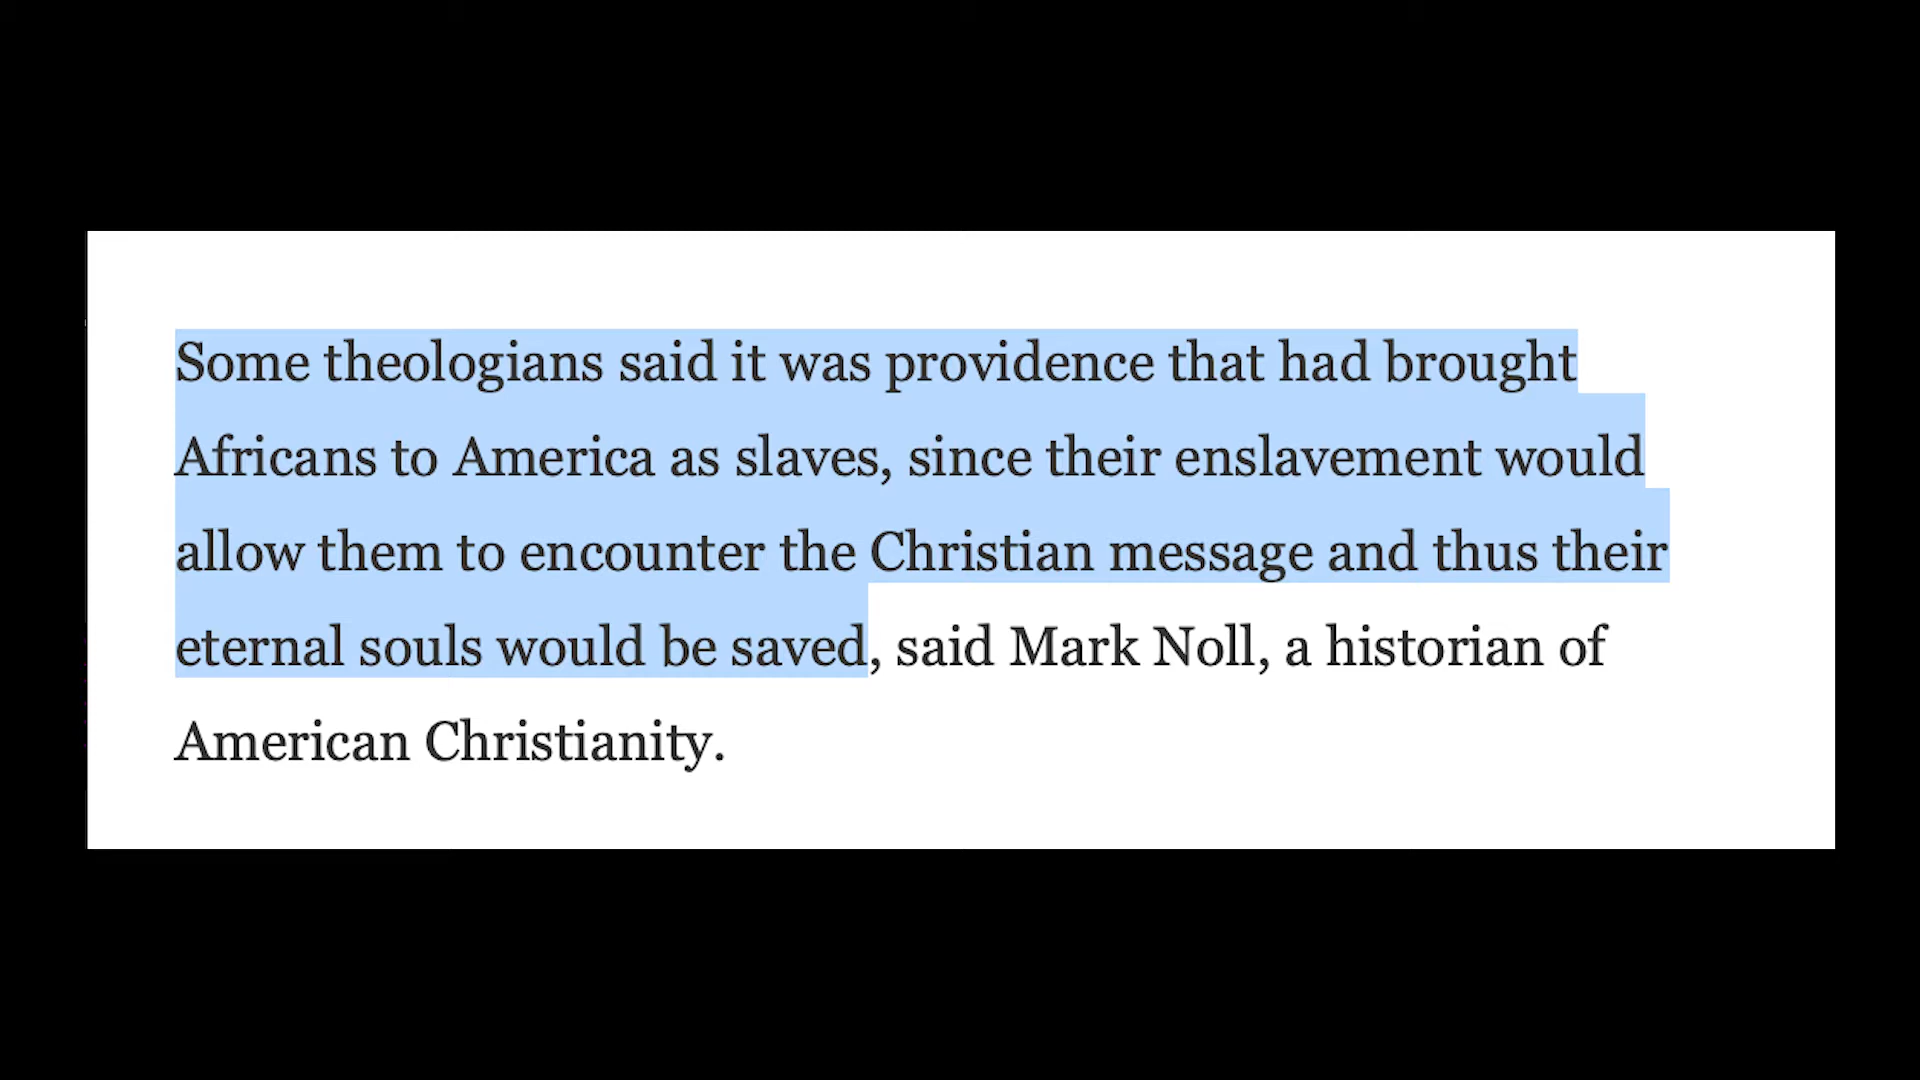 Some theologians said it was providence that had brought
Africans to America as slaves, since their enslavement would
allow them to encounter the Christian message and thus their
eternal souls would be saved, said Mark Noll, a historian of
American Christianity.